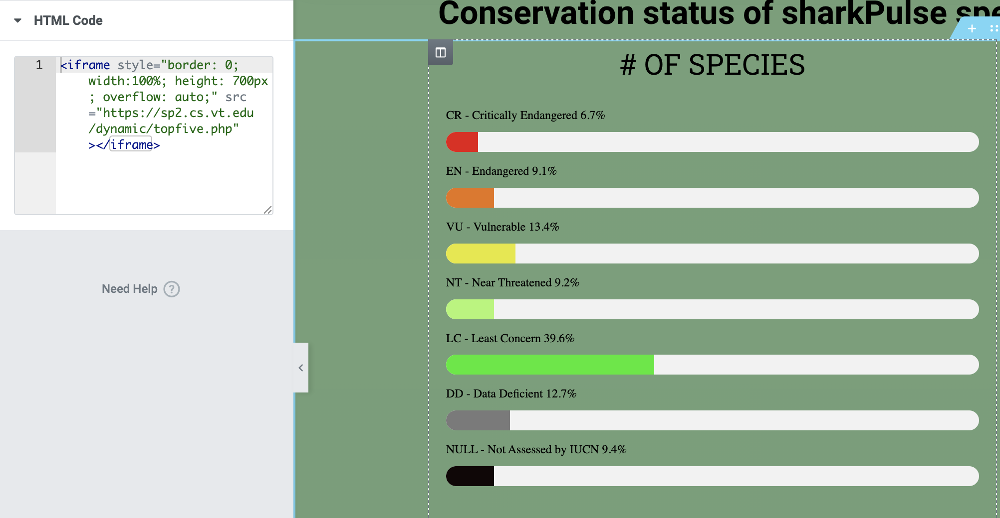 HTML Code
1
<iframe style="border: 0;
width:100%; height: 700px
; overflow: auto;" src
="https://sp2.cs.vt.edu
/dynamic/topfive.php"
></iframe>
Need Help ?
Conservation status of sharkPulse spe
# OF SPECIES
CR - Critically Endangered 6.7%
EN - Endangered 9.1%
VU - Vulnerable 13.4%
NT - Near Threatened 9.2%
LC - Least Concern 39.6%
DD - Data Deficient 12.7%
NULL - Not Assessed by IUCN 9.4%